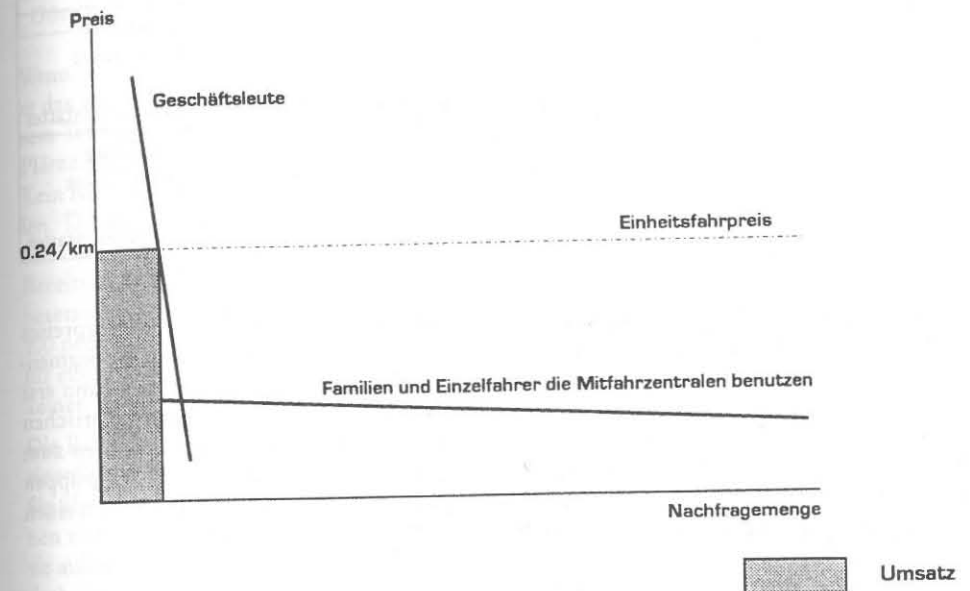 Preis
Geschäftsleute
Einheitsfahrpreis
0.24/km
Familien und Einzelfahrer die Mitfahrzentralen benutzen
Nachfragemenge
Umsatz